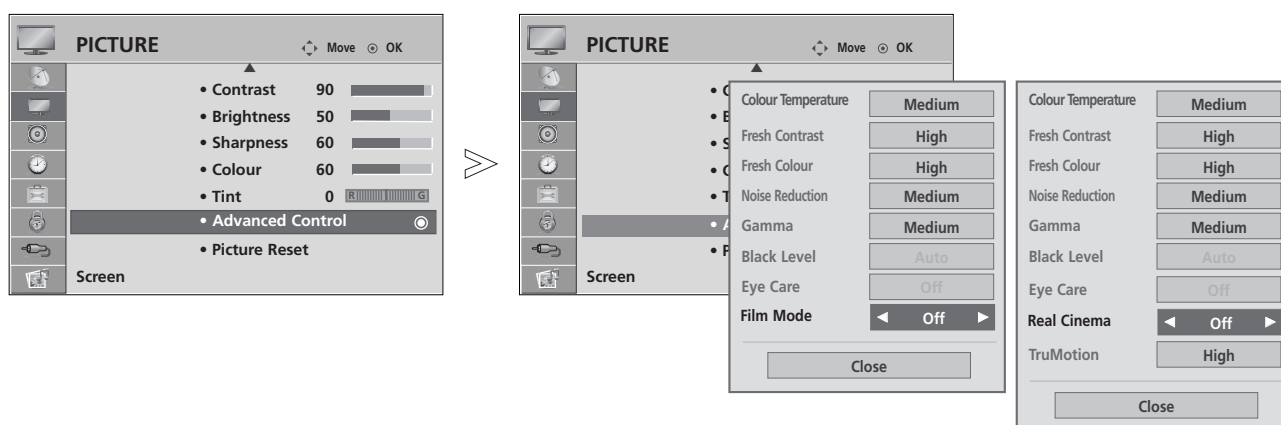 PICTURE
Move
OK
• Contrast 90
• Brightness 50
• Sharpness 60
• Colour 60
• Tint 0 R G
• Advanced Control
• Picture Reset
Screen
PICTURE
Move
OK
Screen
Colour Temperature Medium
Fresh Contrast High
Fresh Colour High
Noise Reduction Medium
Gamma Medium
Black Level Auto
Eye Care Off
Film Mode ◀ Off ▶
Close
Colour Temperature Medium
Fresh Contrast High
Fresh Colour High
Noise Reduction Medium
Gamma Medium
Black Level Auto
Eye Care Off
Real Cinema ◀ Off ▶
TruMotion High
Close